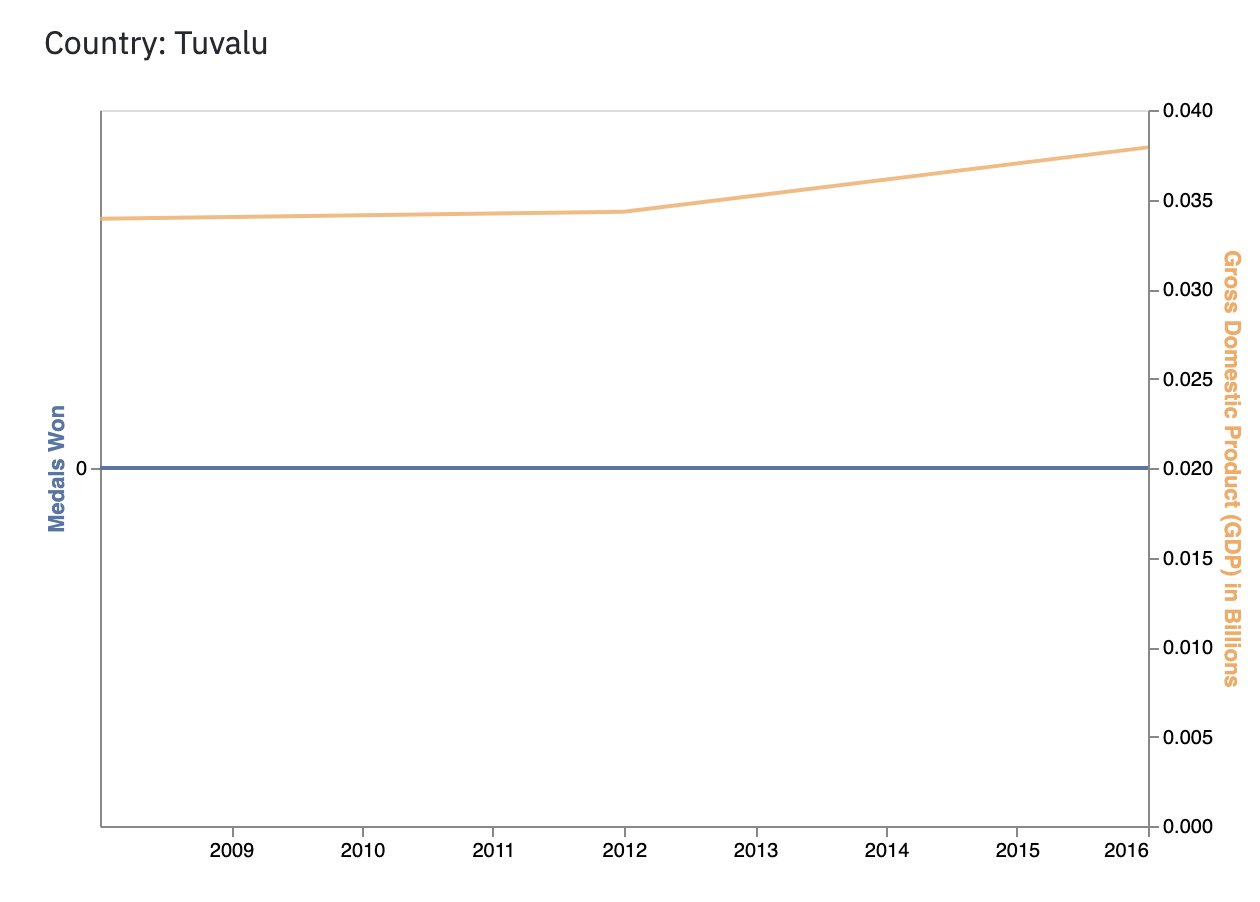 Country: Tuvalu
Medals Won
0
0.040
0.035
0.030
0.025
0.020
0.015
0.010
0.005
0.000
Gross Domestic Product (GDP) in Billions
2009 2010 2011 2012 2013 2014 2015 2016